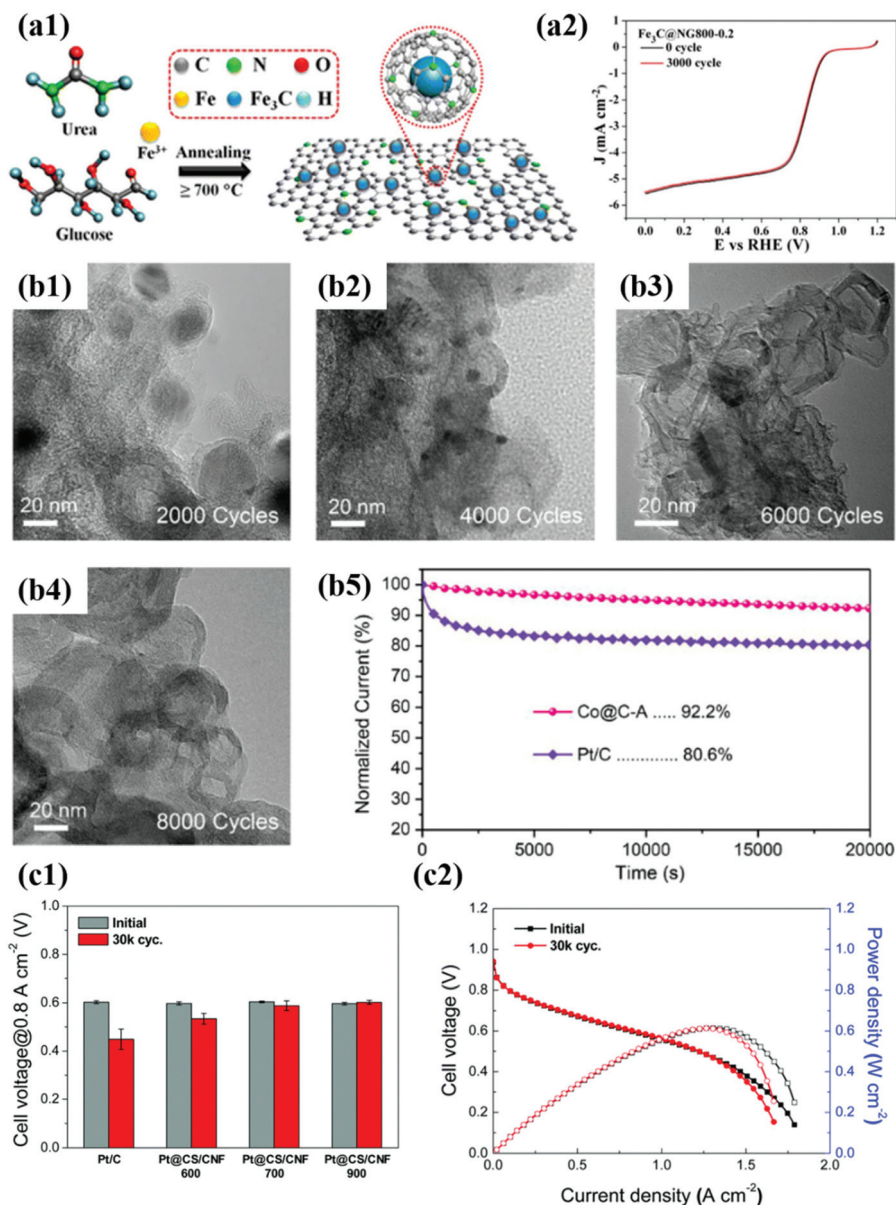 (a1)
C N O
Fe Fe₃C H
Urea
Fe³⁺
Annealing
≥ 700 °C
Glucose
(a2)
Fe₃C@NG800-0.2
0 cycle
3000 cycle
J (mA cm⁻²)
1
0
-1
-2
-3
-4
-5
-6
0.0 0.2 0.4 0.6 0.8 1.0 1.2
E vs RHE (V)
(b1)
20 nm
2000 Cycles
(b2)
20 nm
4000 Cycles
(b3)
20 nm
6000 Cycles
(b4)
20 nm
8000 Cycles
(b5)
Normalized Current (%)
100
90
80
70
60
50
40
30
20
Co@C-A ..... 92.2%
Pt/C .............. 80.6%
0 5000 10000 15000 20000
Time (s)
(c1)
Cell voltage@0.8 A cm⁻² (V)
1.0
0.8
0.6
0.4
0.2
0.0
Initial
30k cyc.
Pt/C Pt@CS/CNF Pt@CS/CNF Pt@CS/CNF
600 700 900
(c2)
Cell voltage (V)
1.2
1.0
0.8
0.6
0.4
0.2
0.0
Initial
30k cyc.
1.2
1.0
0.8
0.6
0.4
0.2
0.0
Power density (W cm⁻²)
0.0 0.5 1.0 1.5 2.0
Current density (A cm⁻²)